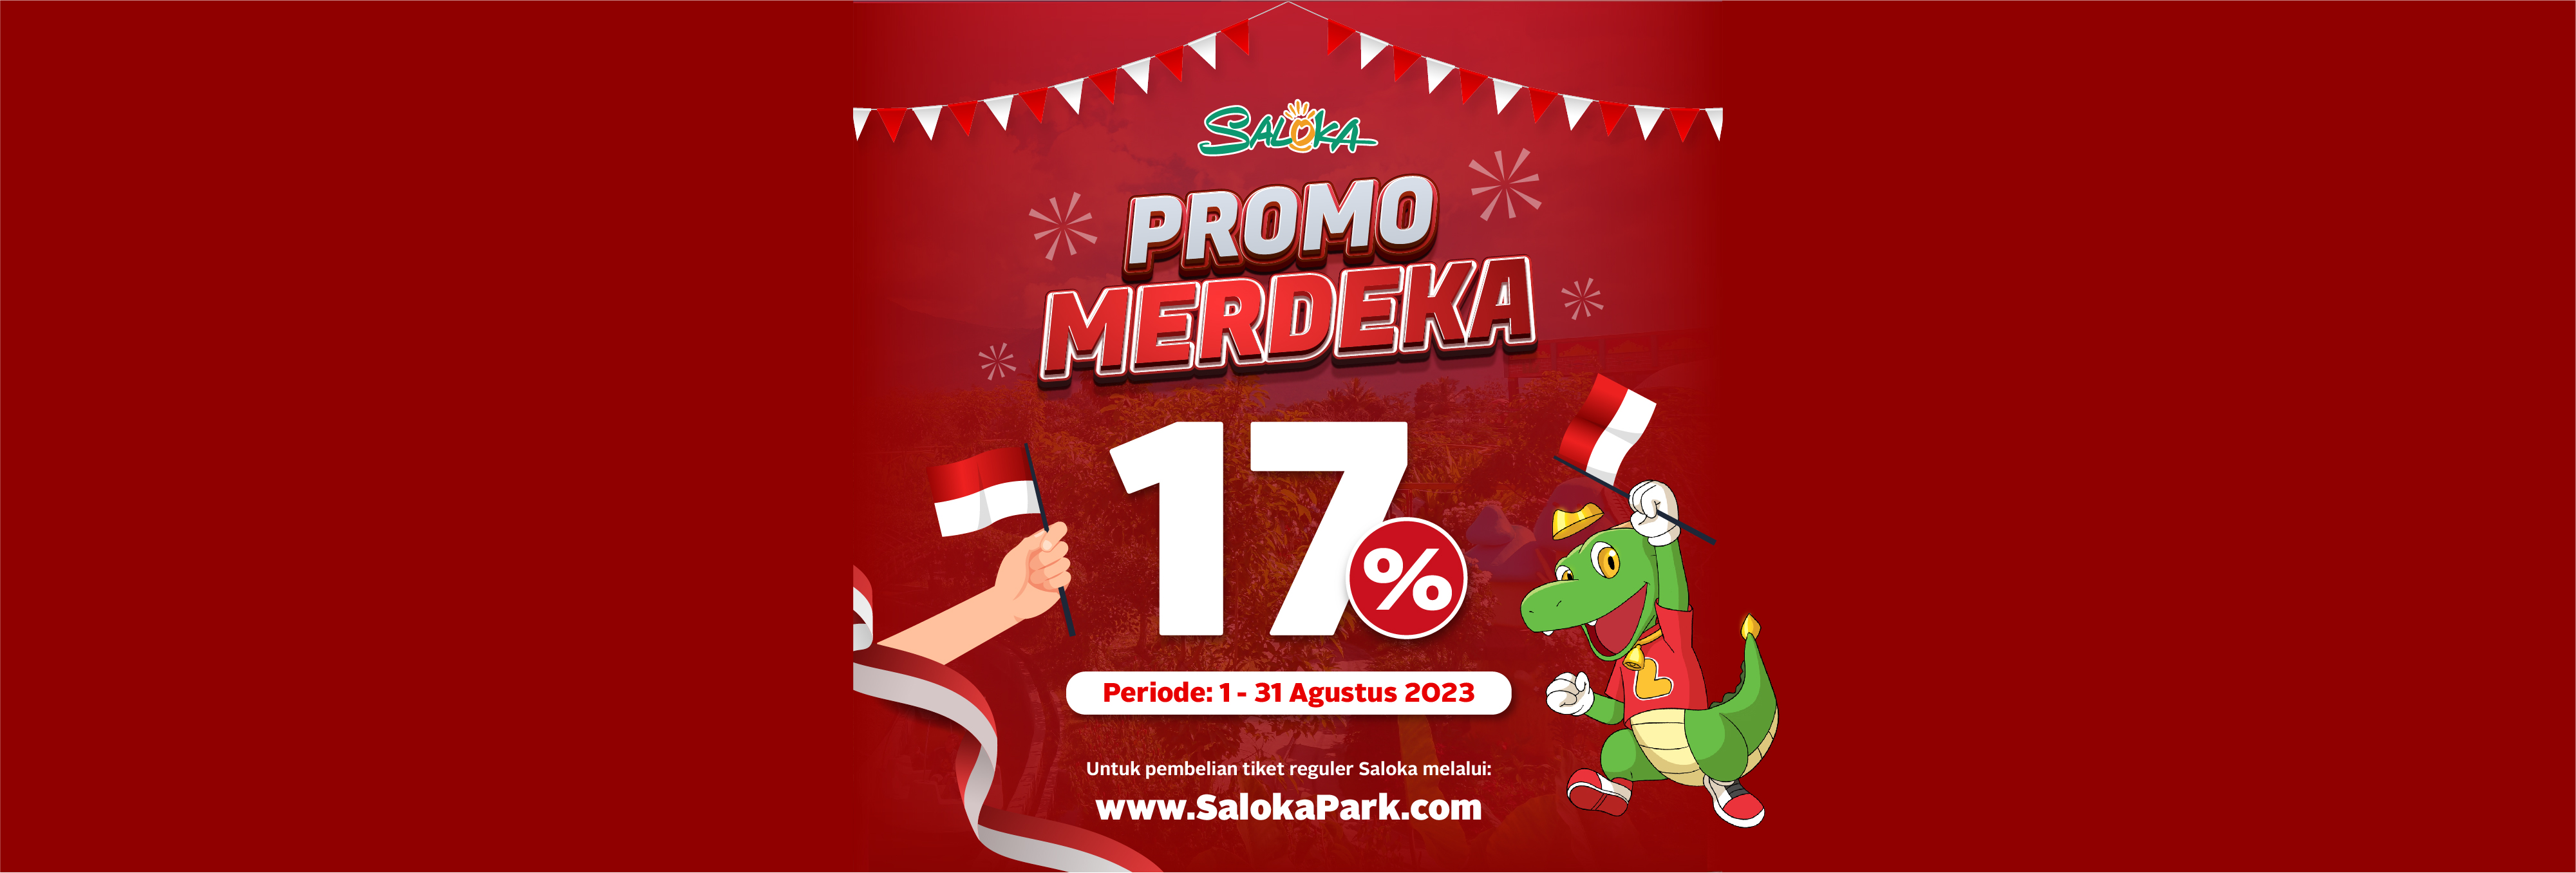 SALOKA
PROMO
MERDEKA
17%
Periode: 1 - 31 Agustus 2023
Untuk pembelian tiket reguler Saloka melalui:
www.SalokaPark.com